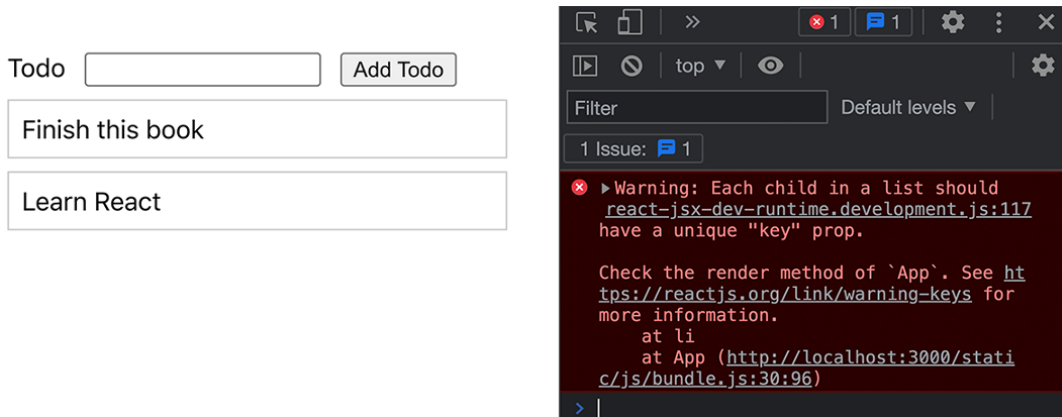 Todo Add Todo
Finish this book
Learn React
1 1
top
Filter Default levels
1 Issue: 1
Warning: Each child in a list should
react-jsx-dev-runtime.development.js:117
have a unique "key" prop.
Check the render method of `App`. See ht
tps://reactjs.org/link/warning-keys for
more information.
at li
at App (http://localhost:3000/stati
c/js/bundle.js:30:96)